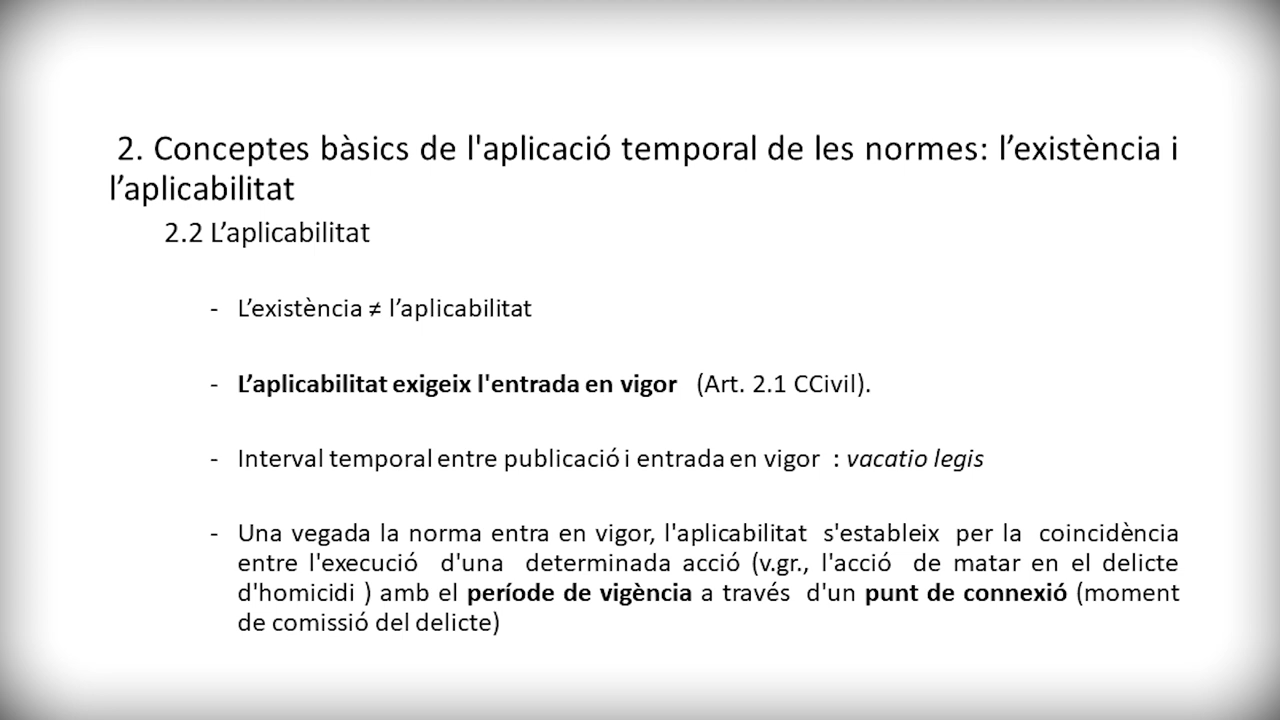 2. Conceptes bàsics de l'aplicació temporal de les normes: l’existència i
l’aplicabilitat
2.2 L’aplicabilitat
- L’existència ≠ l’aplicabilitat
- L’aplicabilitat exigeix l'entrada en vigor (Art. 2.1 CCivil).
- Interval temporal entre publicació i entrada en vigor : vacatio legis
- Una vegada la norma entra en vigor, l'aplicabilitat s'estableix per la coincidència
entre l'execució d'una determinada acció (v.gr., l'acció de matar en el delicte
d'homicidi ) amb el període de vigència a través d'un punt de connexió (moment
de comissió del delicte)